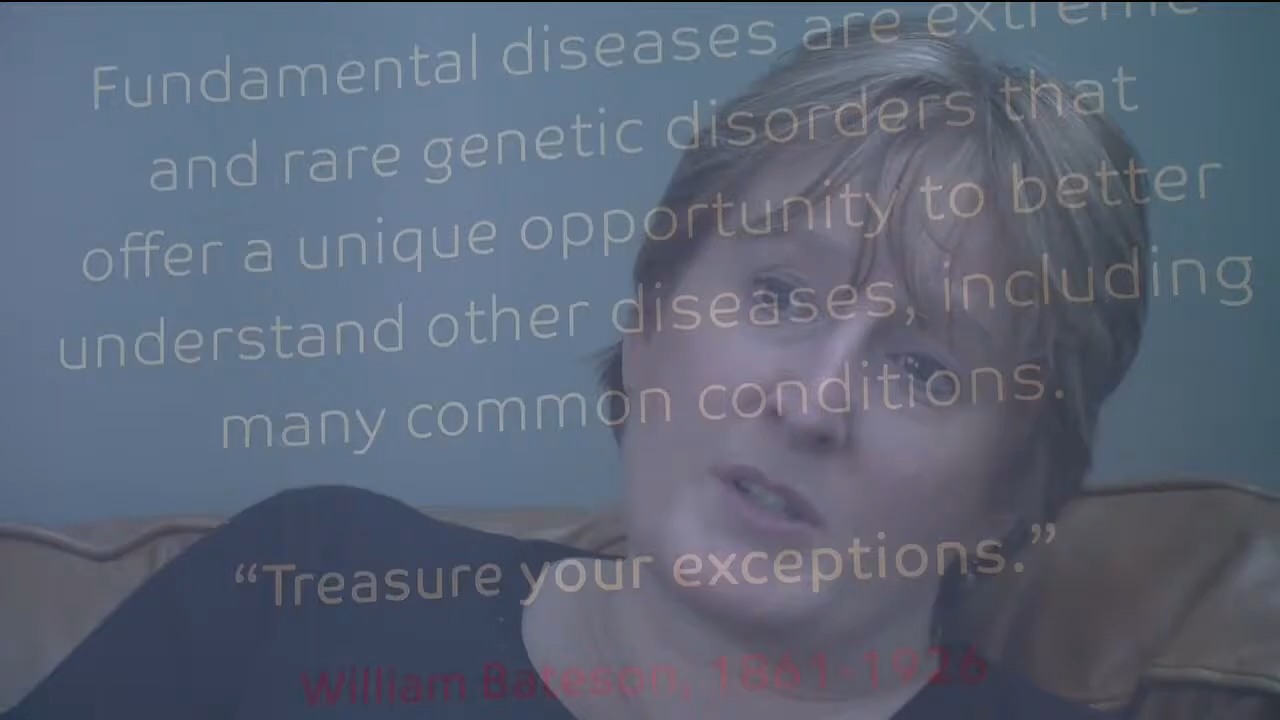 Fundamental diseases are extreme
and rare genetic disorders that
offer a unique opportunity to better
understand other diseases, including
many common conditions.
“Treasure your exceptions.”
William Bateson, 1861-1926